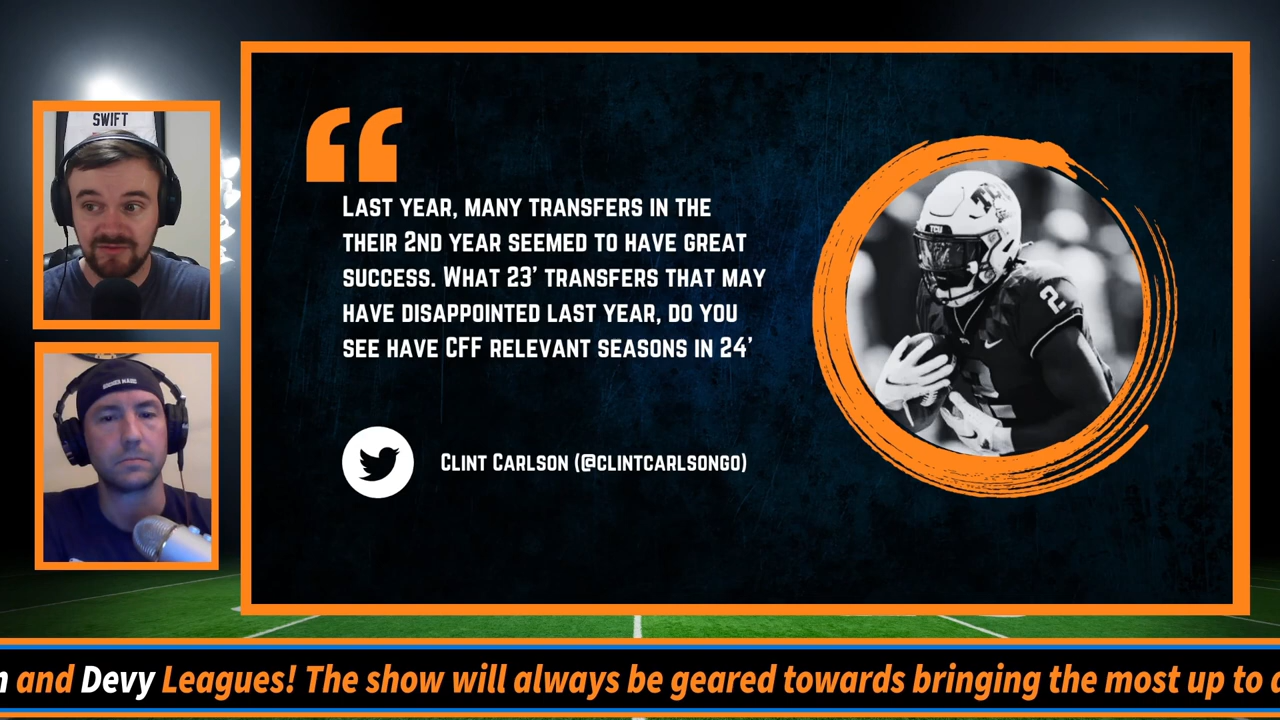 SWIFT
“
LAST YEAR, MANY TRANSFERS IN THE
THEIR 2ND YEAR SEEMED TO HAVE GREAT
SUCCESS. WHAT 23' TRANSFERS THAT MAY
HAVE DISAPPOINTED LAST YEAR, DO YOU
SEE HAVE CFF RELEVANT SEASONS IN 24'
CLINT CARLSON (@CLINTCARLSONGO)
TCU
TCU
2
and Devy Leagues! The show will always be geared towards bringing the most up to